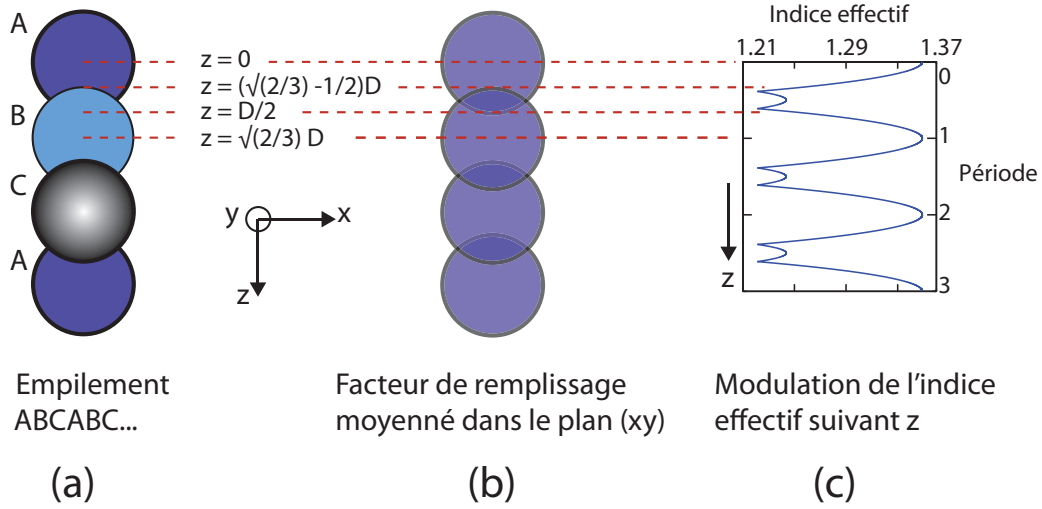 A
B
C
A
z = 0
z = (√(2/3) -1/2)D
z = D/2
z = √(2/3) D
y
x
z
Indice effectif
1.21 1.29 1.37
0
1
2
3
Période
z
Empilement
ABCABC...
(a)
Facteur de remplissage
moyenné dans le plan (xy)
(b)
Modulation de l'indice
effectif suivant z
(c)